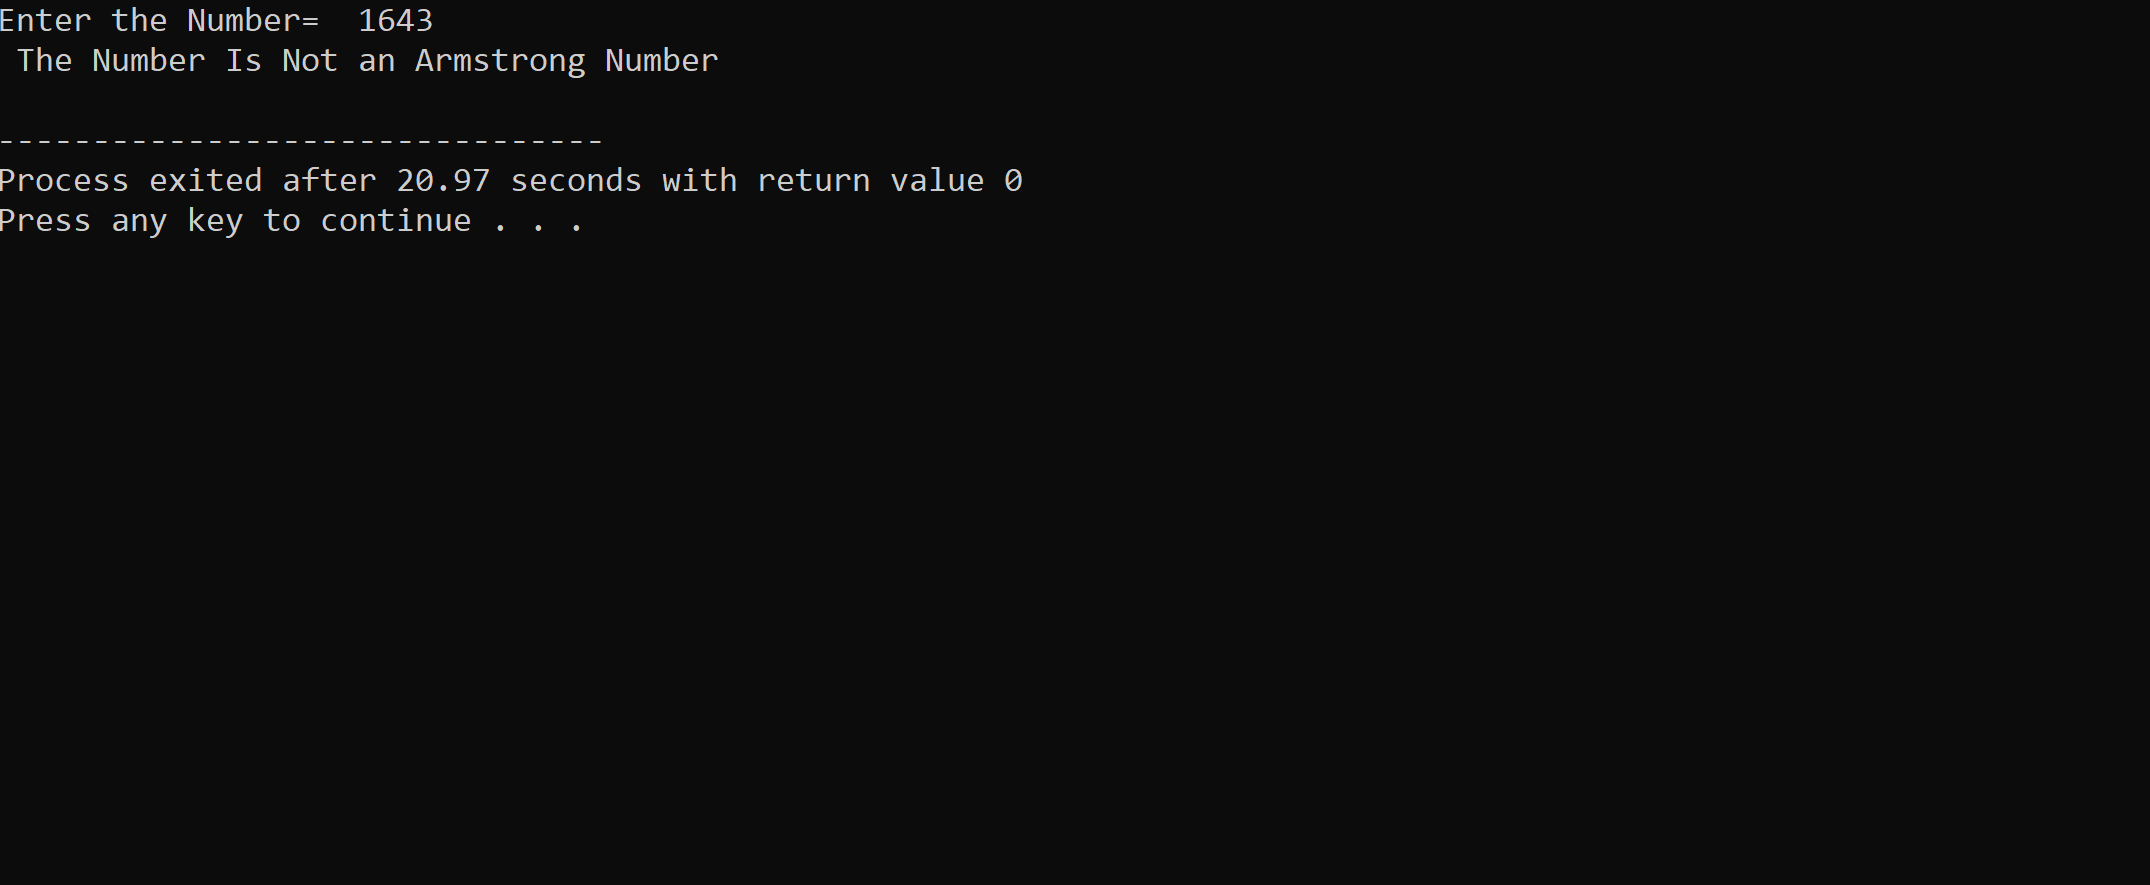 Enter the Number=  1643
 The Number Is Not an Armstrong Number

--------------------------------
Process exited after 20.97 seconds with return value 0
Press any key to continue . . .